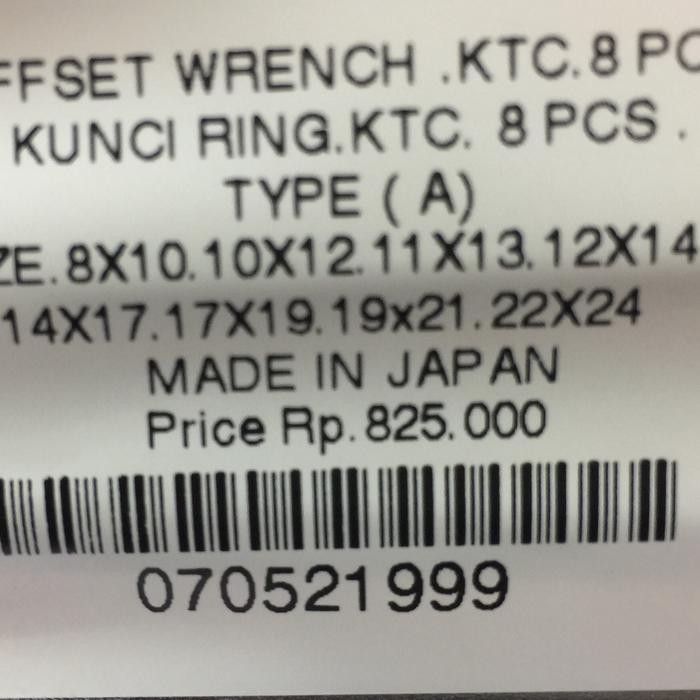 FFSET WRENCH .KTC.8 PC
KUNCI RING.KTC. 8 PCS .
TYPE ( A)
ZE.8X10.10X12.11X13.12X14
14X17.17X19.19x21.22X24
MADE IN JAPAN
Price Rp.825.000
070521999